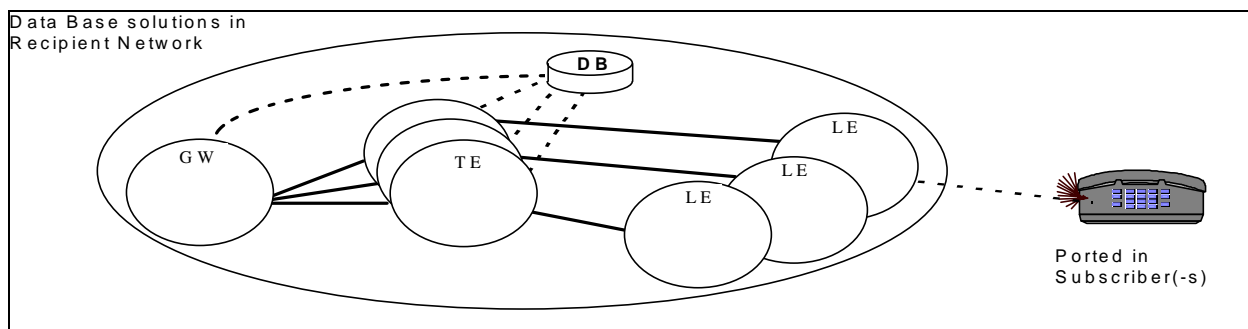 Data Base solutions in
Recipient Network
DB
GW
TE
LE
LE
LE
Ported in
Subscriber(-s)